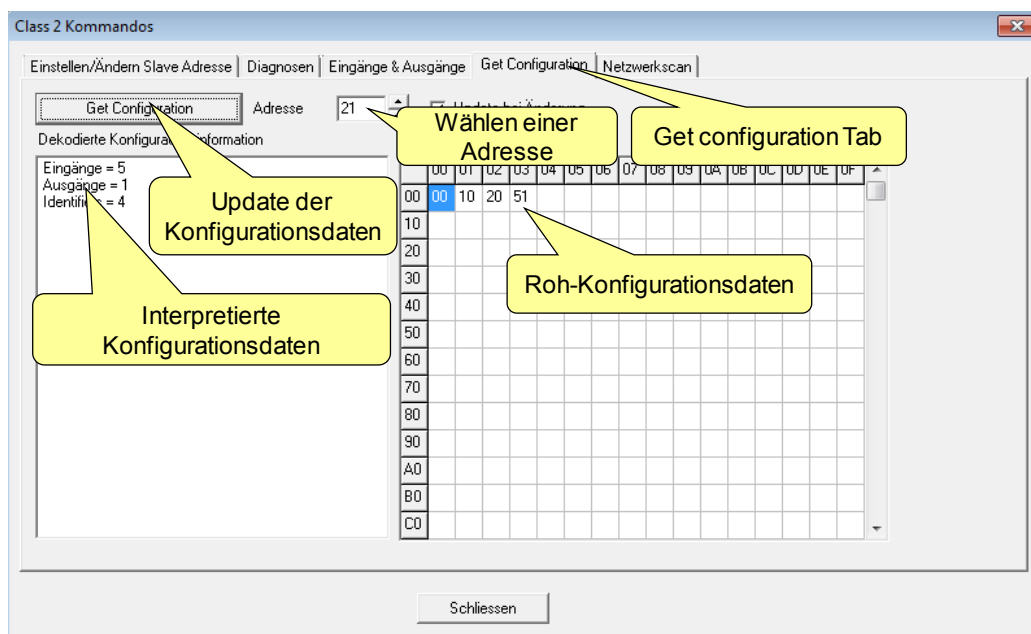 Class 2 Kommandos
Einstellen/Ändern Slave Adresse
Diagnosen
Eingänge & Ausgänge
Get Configuration
Netzwerkscan
Get Configuration
Adresse
21
Wählen einer
Adresse
Get configuration Tab
Dekodierte
Eingänge = 5
Ausgänge = 1
= 4
Update der
Konfigurationsdaten
Interpretierte
Konfigurationsdaten
00 01 02 03 04 05 06 07 08 09 0A 0B 0C 0D 0E 0F
00 00 10 20 51
10
20
30
Roh-Konfigurationsdaten
40
50
60
70
80
90
A0
B0
C0
Schliessen